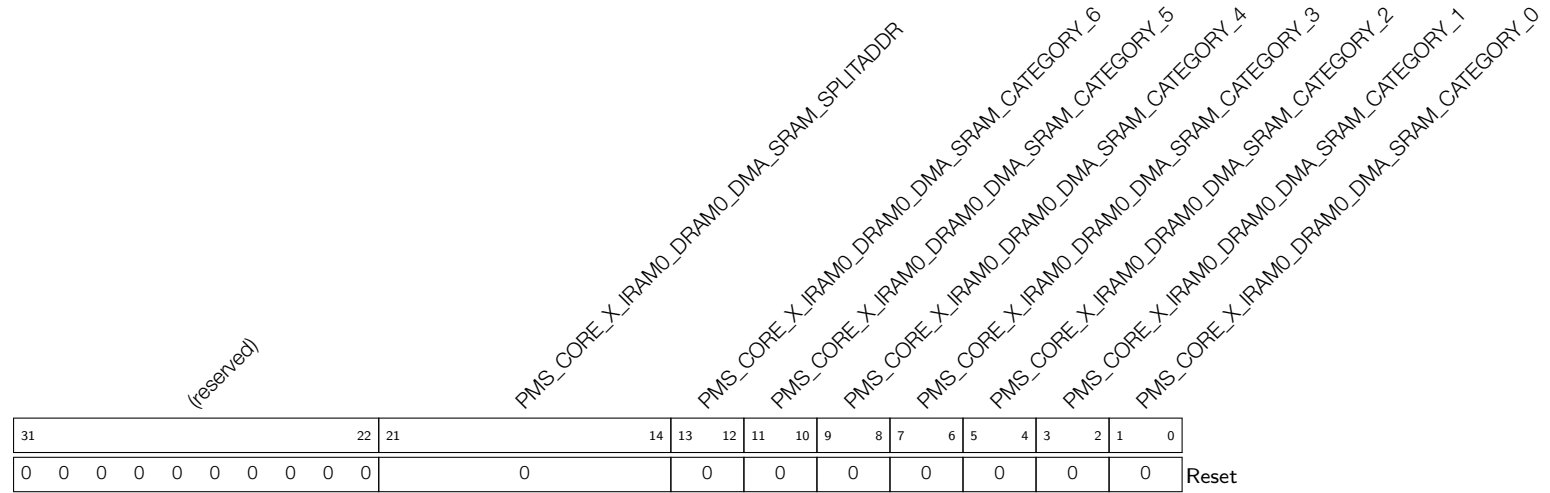 (reserved)
PMS_CORE_X_IRAM0_DRAM0_DMA_SRAM_SPLITADDR
PMS_CORE_X_IRAM0_DRAM0_DMA_SRAM_CATEGORY_6
PMS_CORE_X_IRAM0_DRAM0_DMA_SRAM_CATEGORY_5
PMS_CORE_X_IRAM0_DRAM0_DMA_SRAM_CATEGORY_4
PMS_CORE_X_IRAM0_DRAM0_DMA_SRAM_CATEGORY_3
PMS_CORE_X_IRAM0_DRAM0_DMA_SRAM_CATEGORY_2
PMS_CORE_X_IRAM0_DRAM0_DMA_SRAM_CATEGORY_1
PMS_CORE_X_IRAM0_DRAM0_DMA_SRAM_CATEGORY_0
31 22 21 14 13 12 11 10 9 8 7 6 5 4 3 2 1 0
0 0 0 0 0 0 0 0 0 0 0 0 0 0 0 0 0 0 Reset